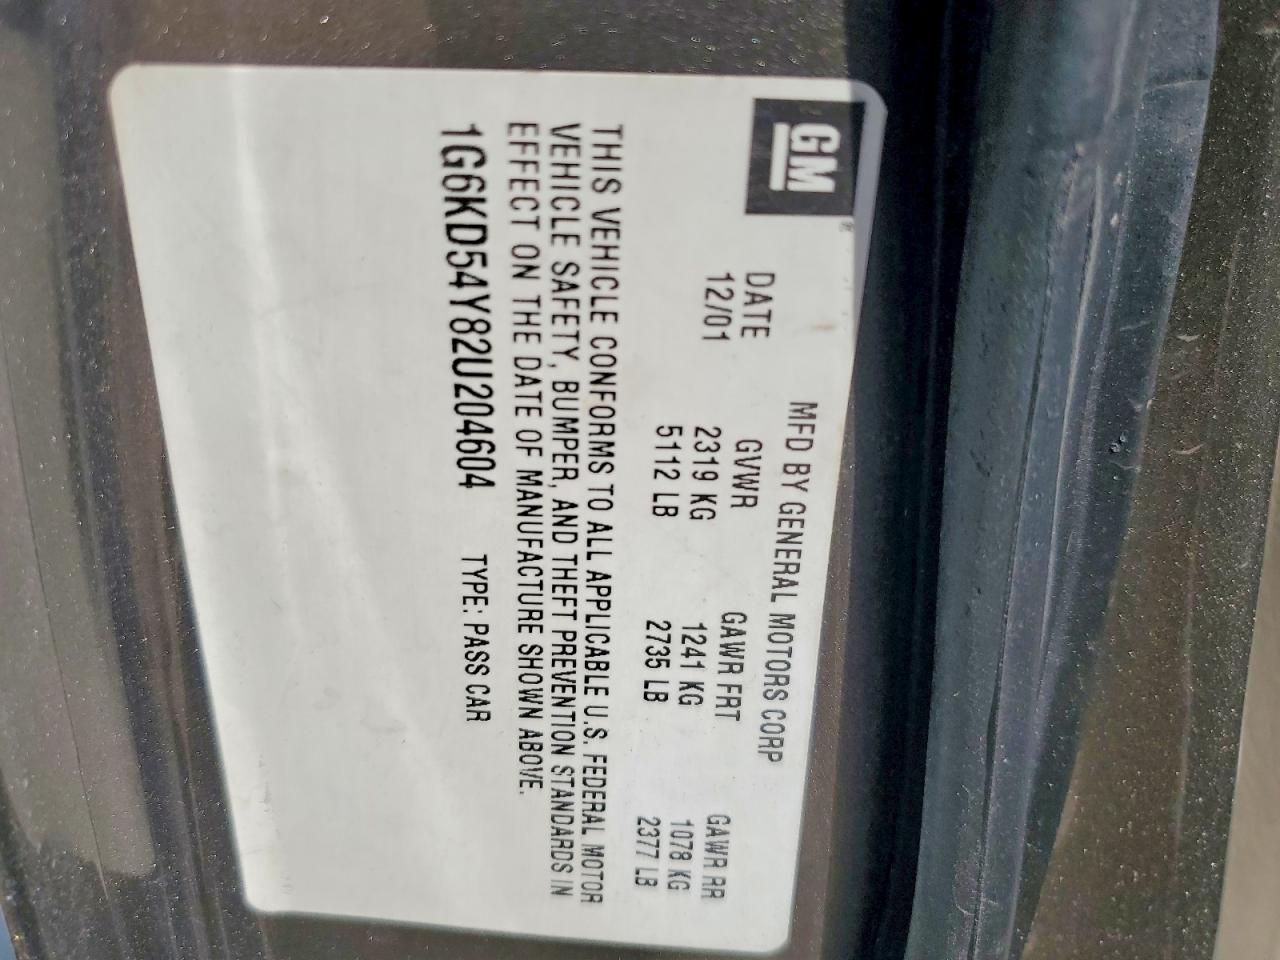 GM®
MFD BY GENERAL MOTORS CORP
DATE GVWR GAWR FRT GAWR RR
12/01 2319 KG 1241 KG 1078 KG
5112 LB 2735 LB 2377 LB
THIS VEHICLE CONFORMS TO ALL APPLICABLE U.S. FEDERAL MOTOR
VEHICLE SAFETY, BUMPER, AND THEFT PREVENTION STANDARDS IN
EFFECT ON THE DATE OF MANUFACTURE SHOWN ABOVE.
1G6KD54Y82U204604 TYPE: PASS CAR